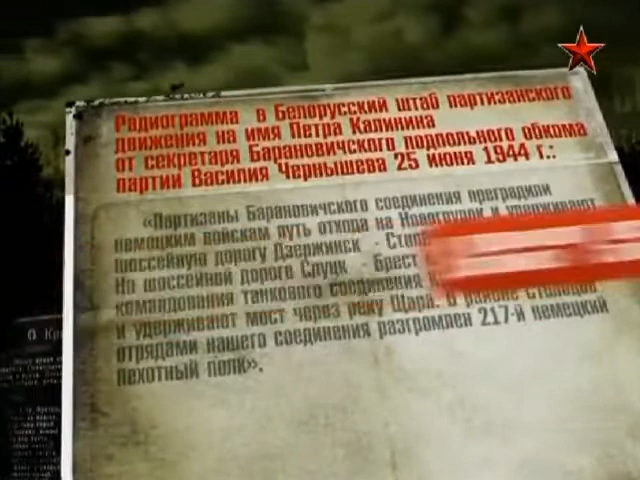 Радиограмма в Белорусский штаб партизанского
движения на имя Петра Калинина
от секретаря Барановичского подпольного обкома
партии Василия Чернышева 25 июня 1944 г.:
«Партизаны Барановичского соединения преградили
немецким войскам путь отхода на Новогрудок и удерживают
шоссейную дорогу Дзержинск -
На шоссейной дороге Слуцк - Брест
командования танкового соединения
и удерживают мост через реку Щара. В районе
отрядами нашего соединения разгромлен 217-й немецкий
пехотный полк».